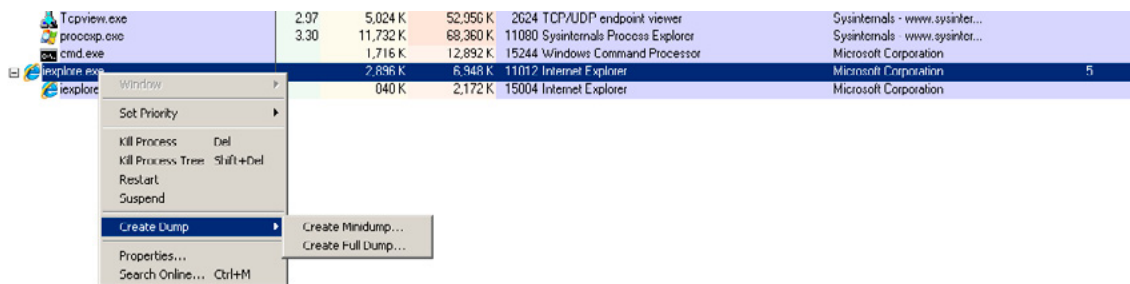 Tcpview.exe 2.97 5,024 K 52,956 K 2624 TCP/UDP endpoint viewer Sysinternals - www.sysinter...
procexp.exe 3.30 11,732 K 68,360 K 11080 Sysinternals Process Explorer Sysinternals - www.sysinter...
cmd.exe 1,716 K 12,892 K 15244 Windows Command Processor Microsoft Corporation
iexplore.exe 2,896 K 6,948 K 11012 Internet Explorer Microsoft Corporation 5
iexplore 840 K 2,172 K 15004 Internet Explorer Microsoft Corporation
Window
Set Priority
Kill Process Del
Kill Process Tree Shift+Del
Restart
Suspend
Create Dump
Create Minidump...
Create Full Dump...
Properties...
Search Online... Ctrl+M